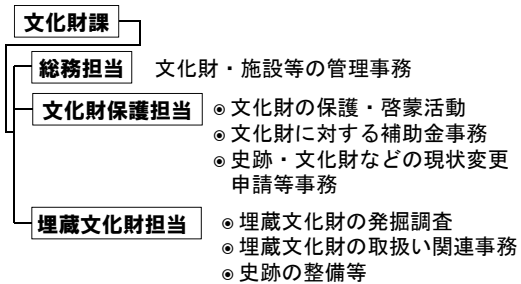 文化財課
総務担当 文化財・施設等の管理事務
文化財保護担当 ◉文化財の保護・啓蒙活動
◉文化財に対する補助金事務
◉史跡・文化財などの現状変更
申請等事務
埋蔵文化財担当 ◉埋蔵文化財の発掘調査
◉埋蔵文化財の取扱い関連事務
◉史跡の整備等